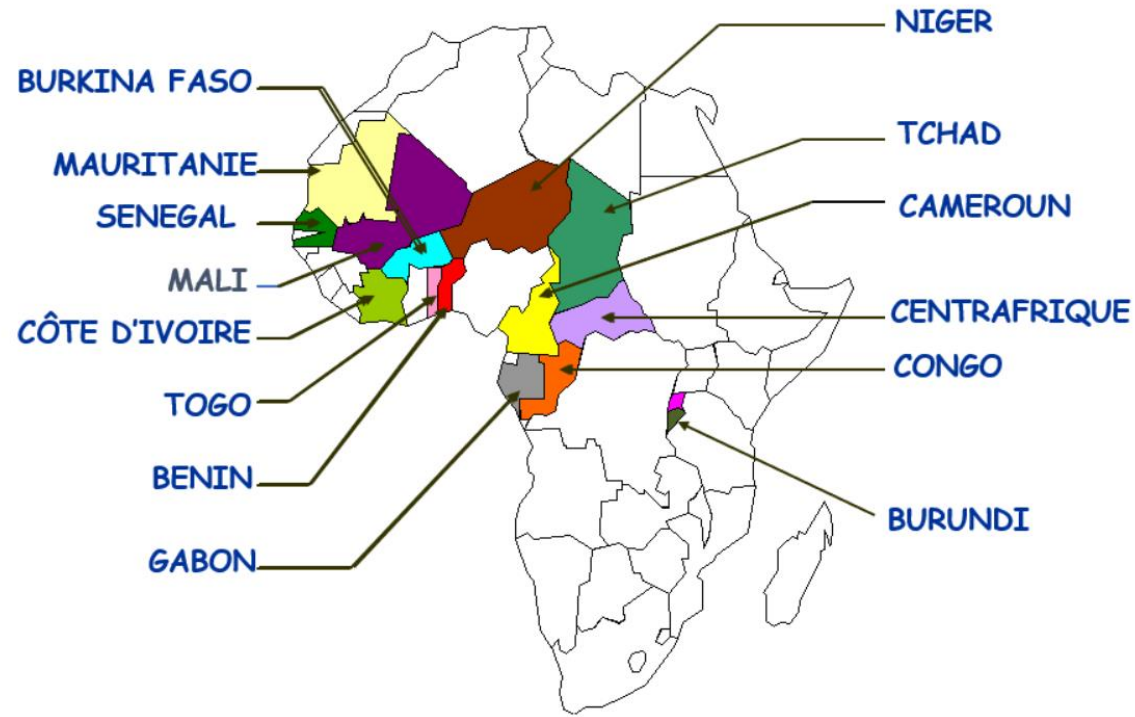 BURKINA FASO
MAURITANIE
SENEGAL
MALI
CÔTE D'IVOIRE
TOGO
BENIN
GABON
NIGER
TCHAD
CAMEROUN
CENTRAFRIQUE
CONGO
BURUNDI